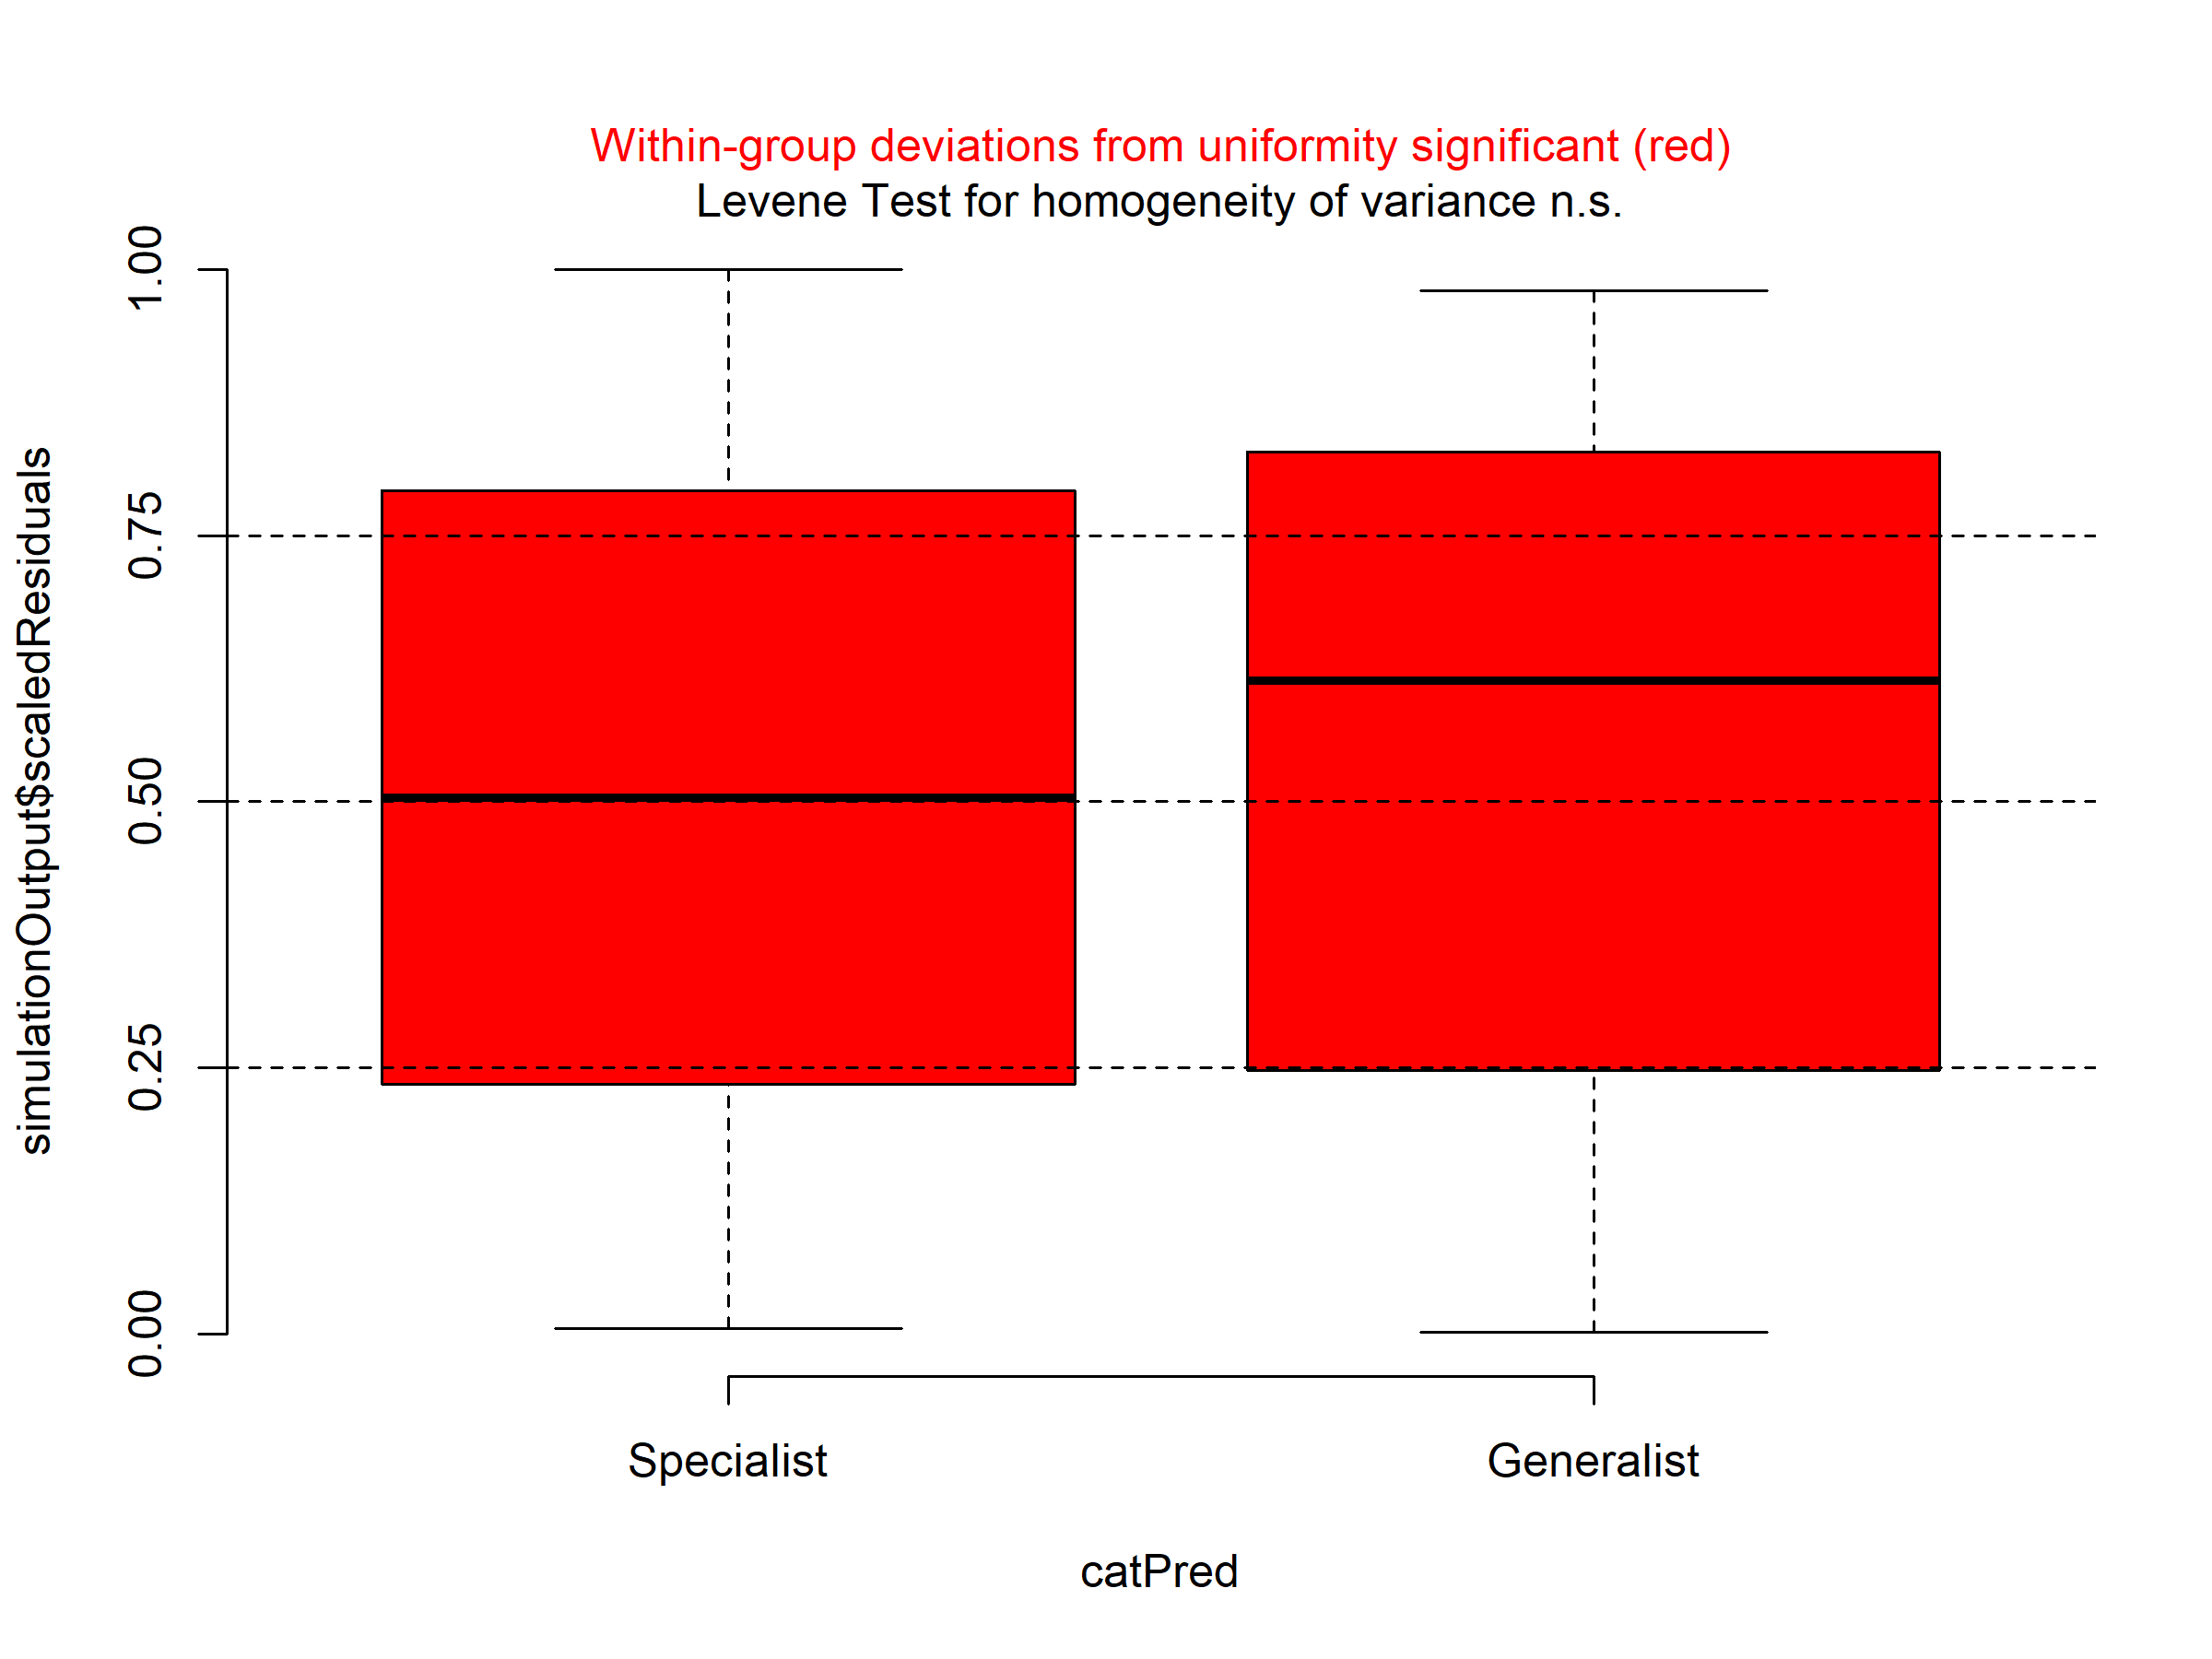 Within-group deviations from uniformity significant (red)
Levene Test for homogeneity of variance n.s.
simulationOutput$scaledResiduals
1.00
0.75
0.50
0.25
0.00
Specialist
Generalist
catPred